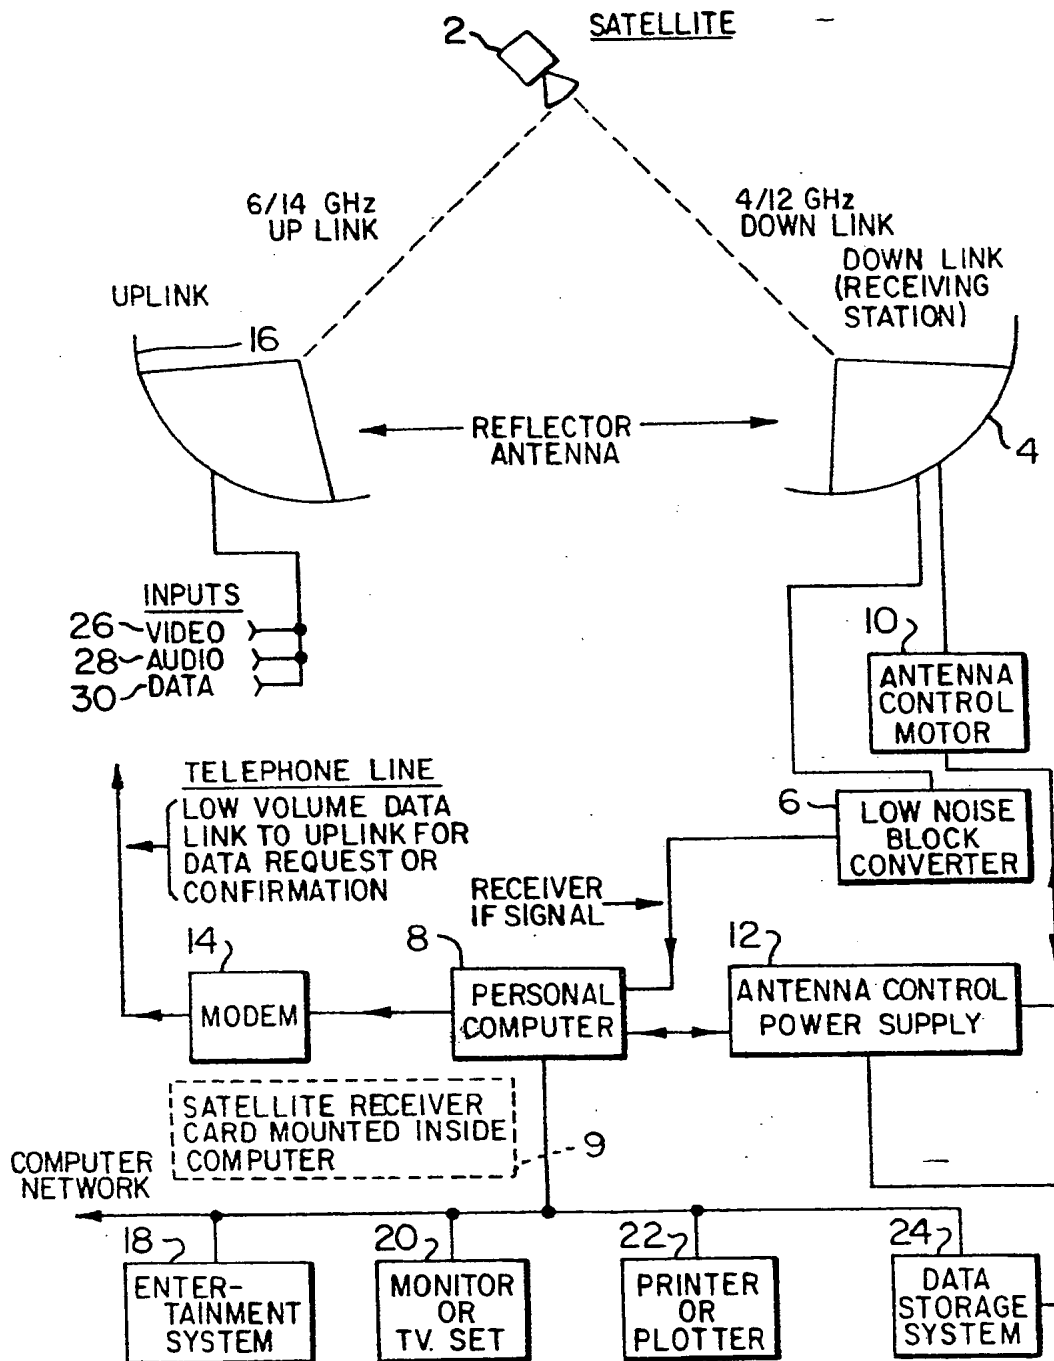 SATELLITE
2
6/14 GHz
UP LINK
4/12 GHz
DOWN LINK
DOWN LINK
(RECEIVING
STATION)
UPLINK
16
REFLECTOR
ANTENNA
4
INPUTS
26 VIDEO
28 AUDIO
30 DATA
10
ANTENNA
CONTROL
MOTOR
TELEPHONE LINE
LOW VOLUME DATA
LINK TO UPLINK FOR
DATA REQUEST OR
CONFIRMATION
6
LOW NOISE
BLOCK
CONVERTER
RECEIVER
IF SIGNAL
14
MODEM
8
PERSONAL
COMPUTER
12
ANTENNA CONTROL
POWER SUPPLY
SATELLITE RECEIVER
CARD MOUNTED INSIDE
COMPUTER
9
COMPUTER
NETWORK
18
ENTER-
TAINMENT
SYSTEM
20
MONITOR
OR
TV. SET
22
PRINTER
OR
PLOTTER
24
DATA
STORAGE
SYSTEM